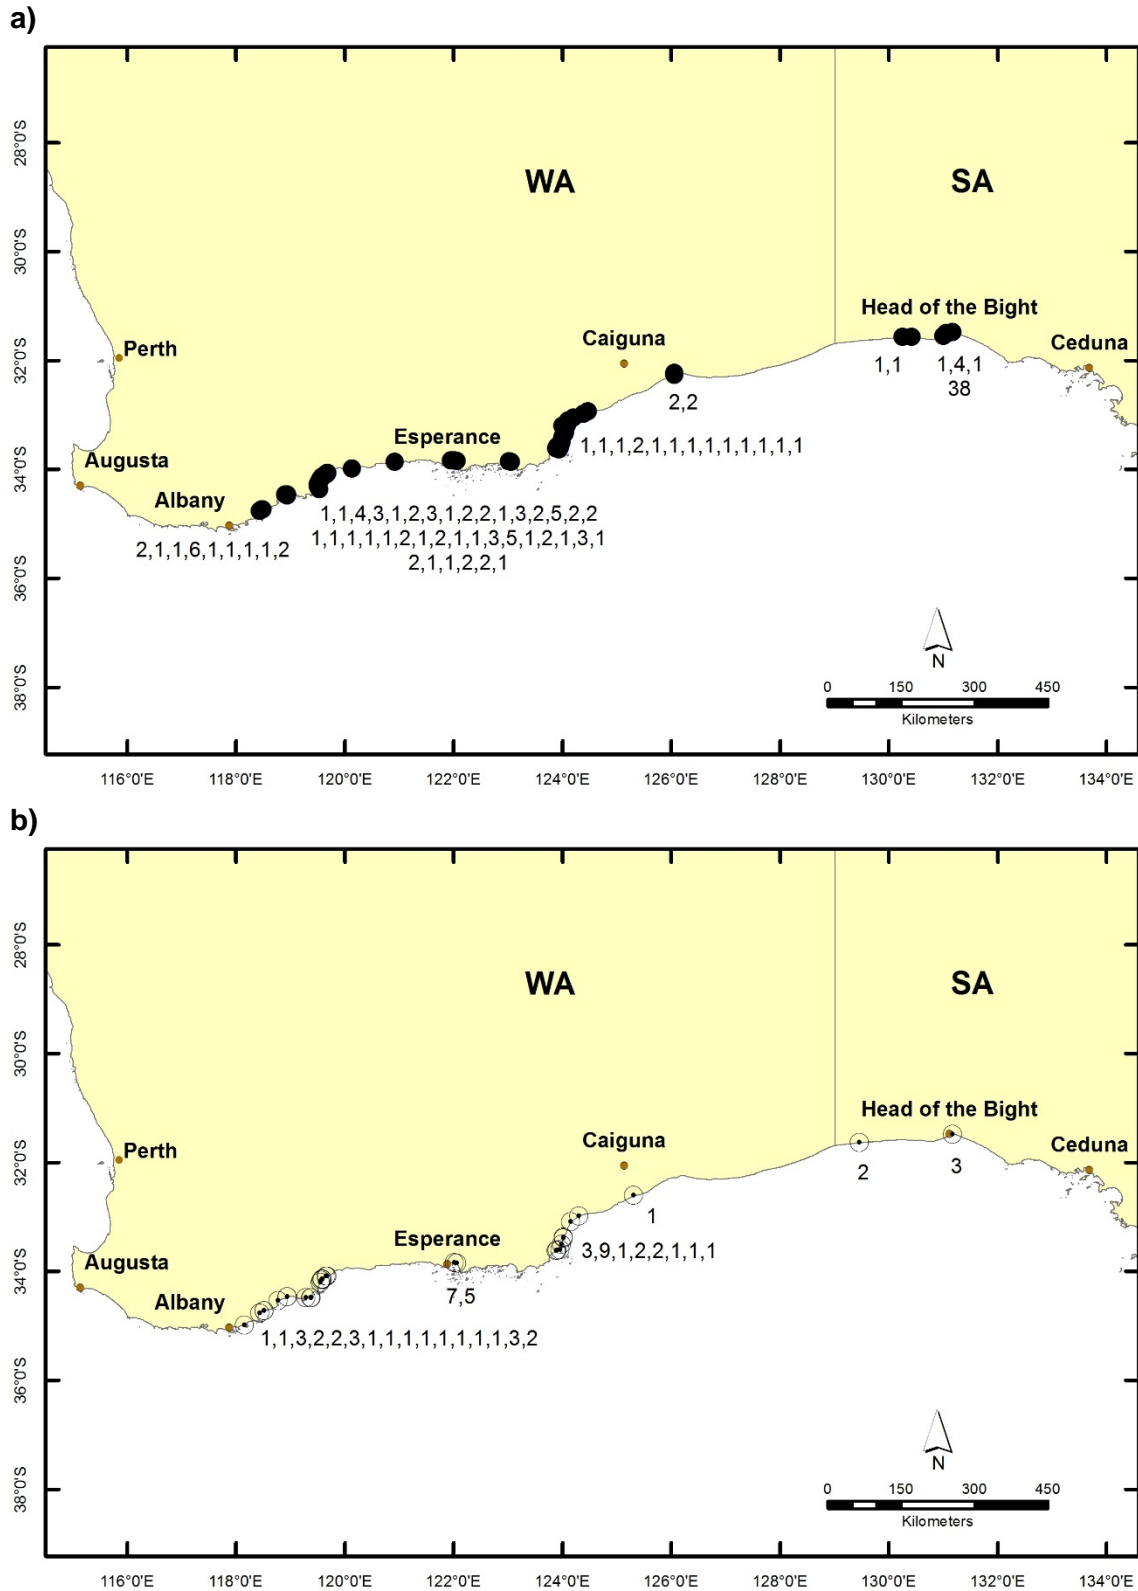 a)
28°0'S
30°0'S
32°0'S
34°0'S
36°0'S
38°0'S
WA
SA
Head of the Bight
Perth
Caiguna
Ceduna
1,1
1,4,1
38
2,2
Esperance
1,1,1,2,1,1,1,1,1,1,1,1,1
Augusta
Albany
1,1,4,3,1,2,3,1,2,2,1,3,2,5,2,2
1,1,1,1,1,2,1,2,1,1,3,5,1,2,1,3,1
2,1,1,2,2,1
2,1,1,6,1,1,1,1,2
N
0 150 300 450
Kilometers
116°0'E 118°0'E 120°0'E 122°0'E 124°0'E 126°0'E 128°0'E 130°0'E 132°0'E 134°0'E
b)
28°0'S
30°0'S
32°0'S
34°0'S
36°0'S
38°0'S
WA
SA
Head of the Bight
Perth
Caiguna
Ceduna
2
3
1
Esperance
3,9,1,2,2,1,1,1
Augusta
Albany
7,5
1,1,3,2,2,3,1,1,1,1,1,1,1,1,3,2
N
0 150 300 450
Kilometers
116°0'E 118°0'E 120°0'E 122°0'E 124°0'E 126°0'E 128°0'E 130°0'E 132°0'E 134°0'E